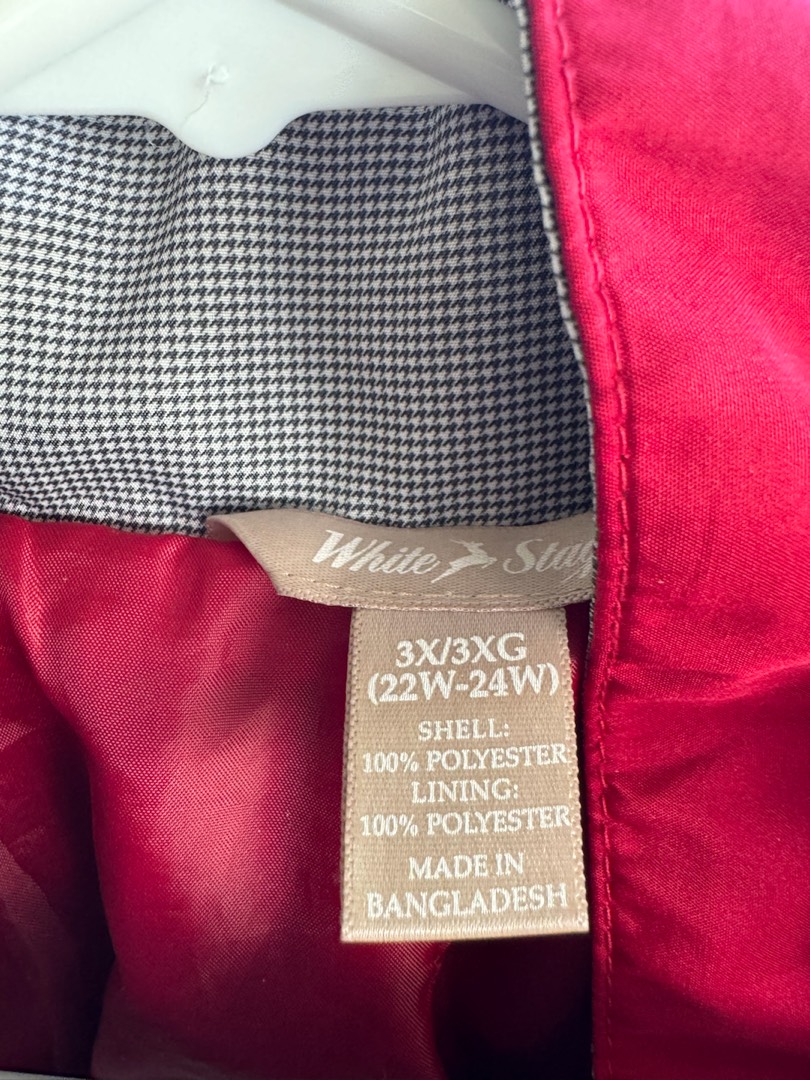 White Stag
3X/3XG
(22W-24W)
SHELL:
100% POLYESTER
LINING:
100% POLYESTER
MADE IN
BANGLADESH